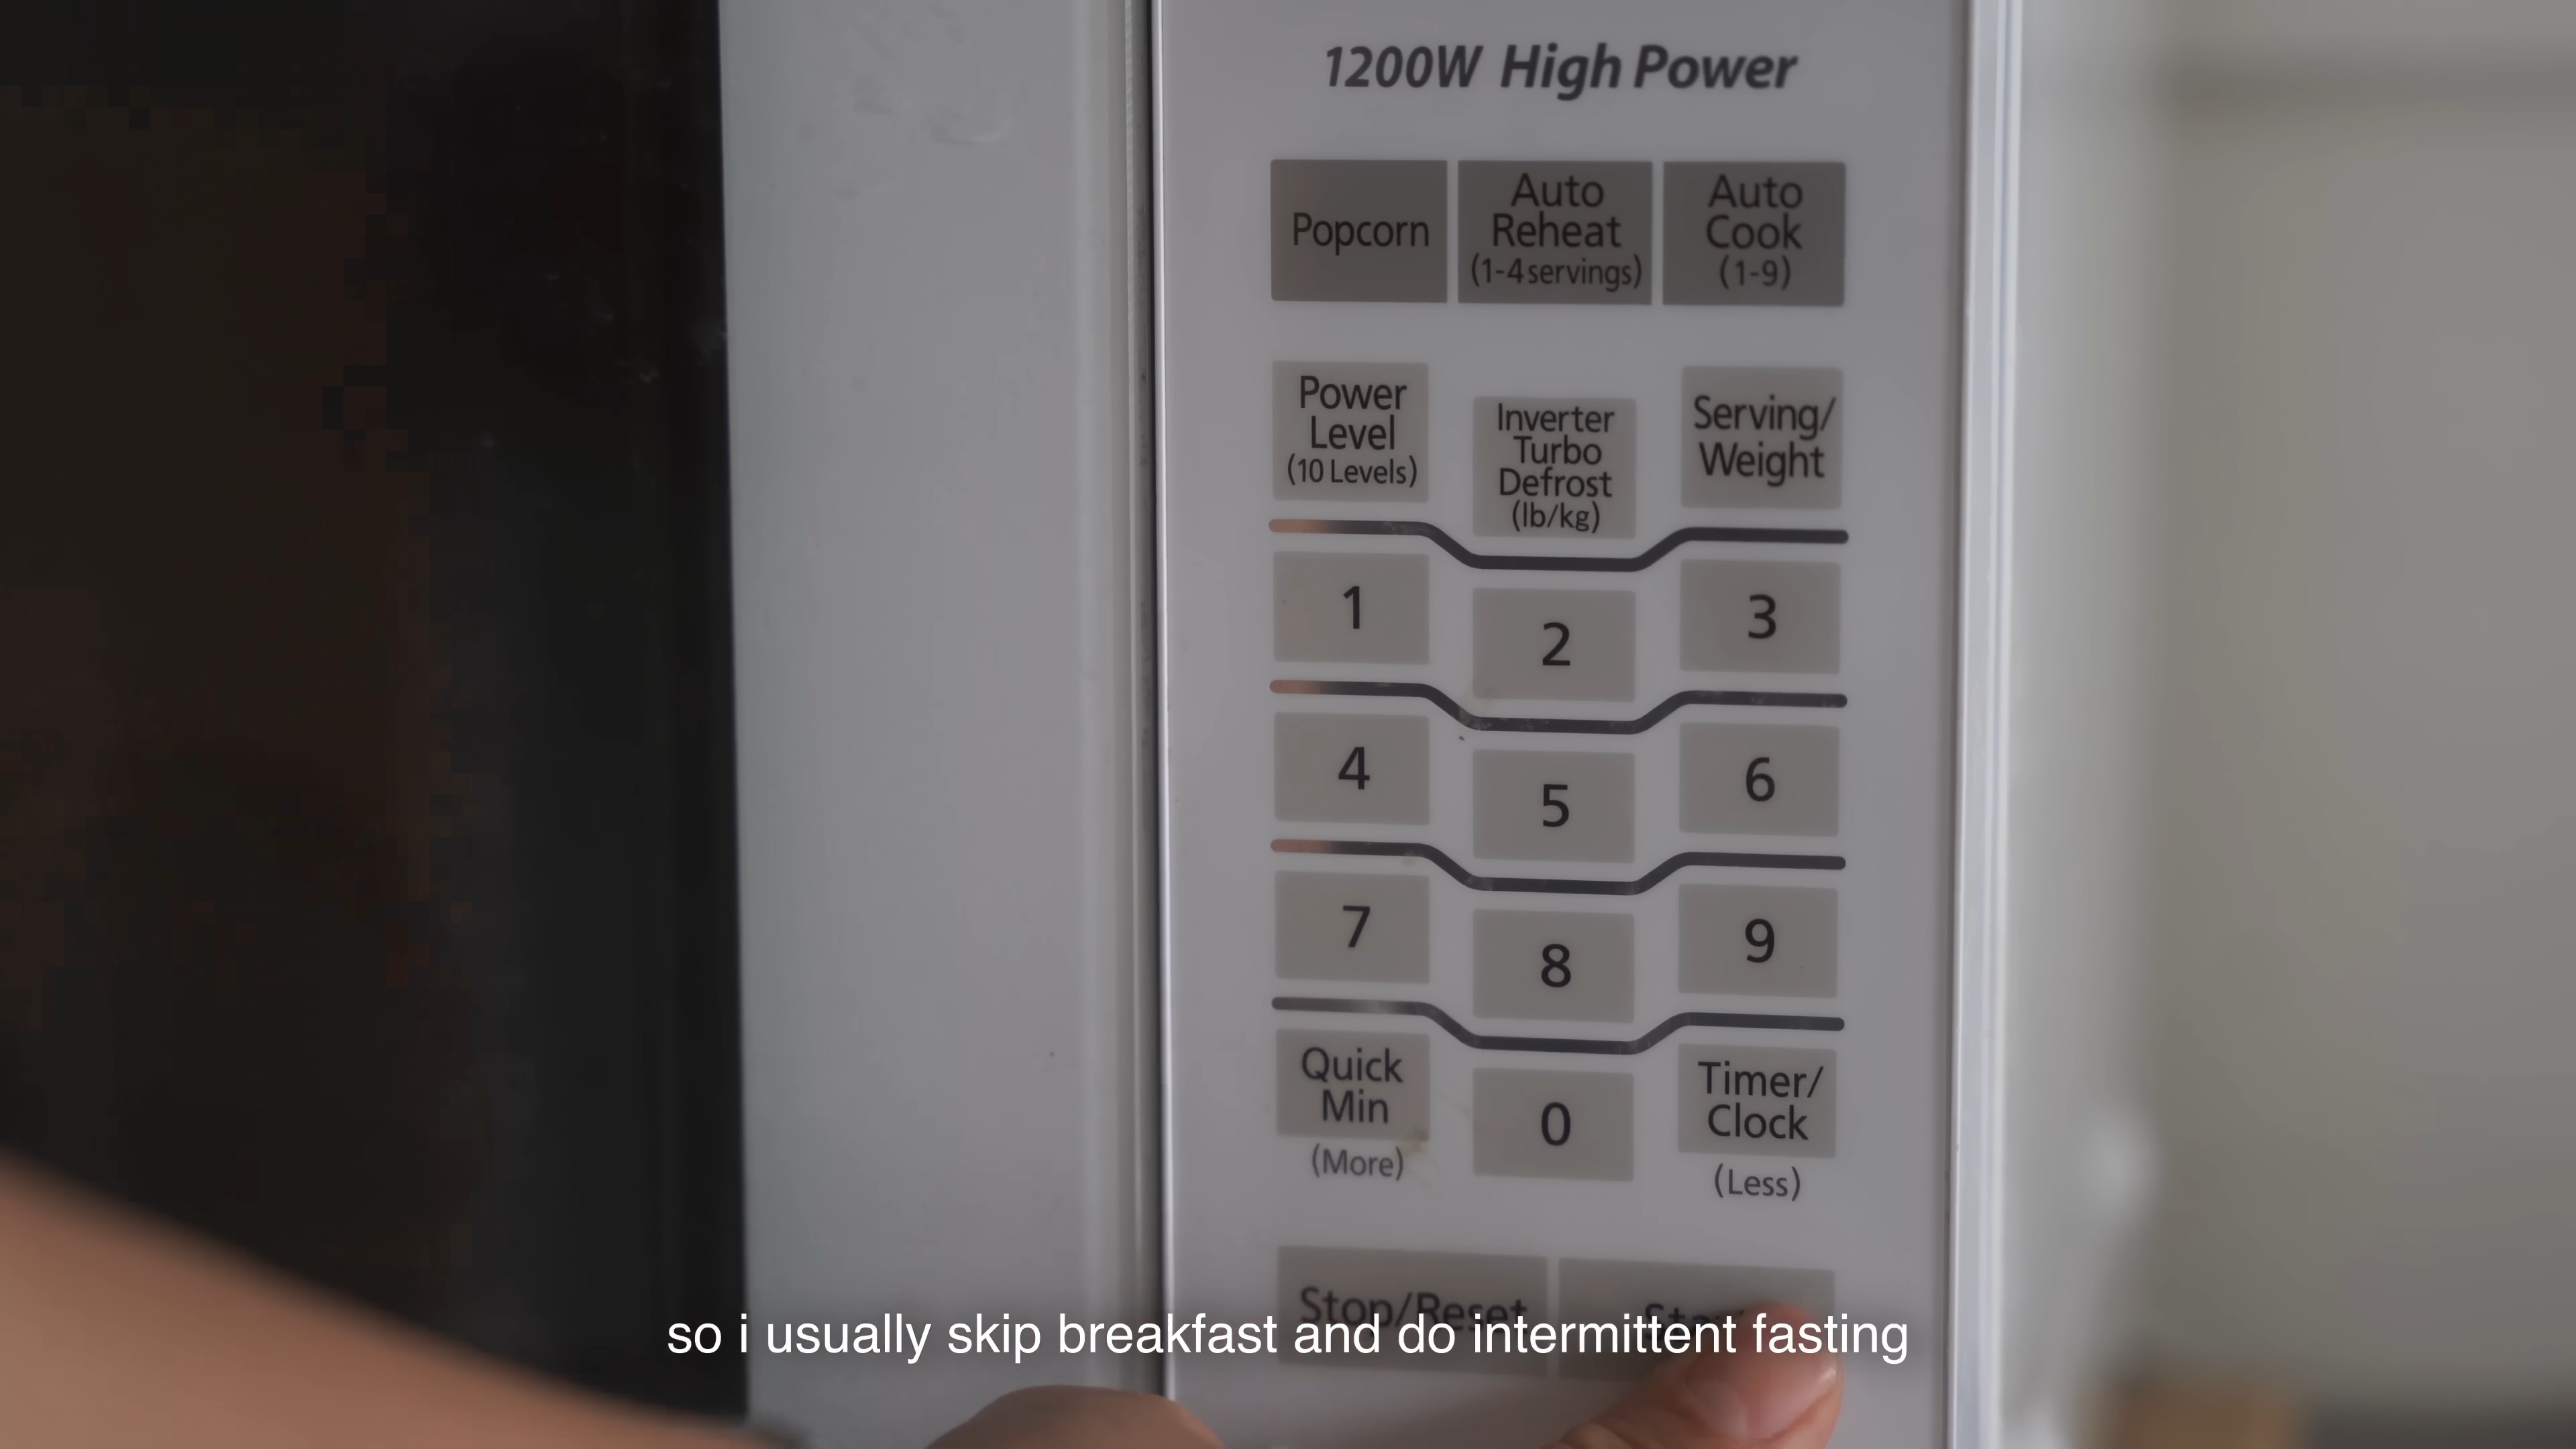 1200W High Power
Popcorn
Auto
Reheat
(1-4 servings)
Auto
Cook
(1-9)
Power
Level
(10 Levels)
Inverter
Turbo
Defrost
(lb/kg)
Serving/
Weight
1
2
3
4
5
6
7
8
9
Quick
Min
(More)
0
Timer/
Clock
(Less)
Stop/Reset
so i usually skip breakfast and do intermittent fasting